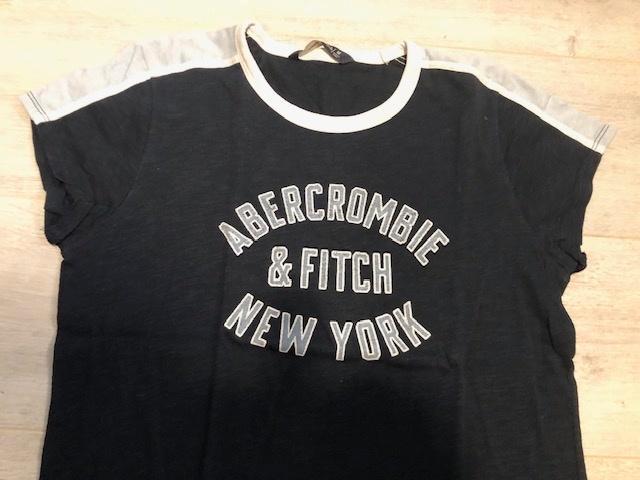 ABERCROMBIE
& FITCH
NEW YORK